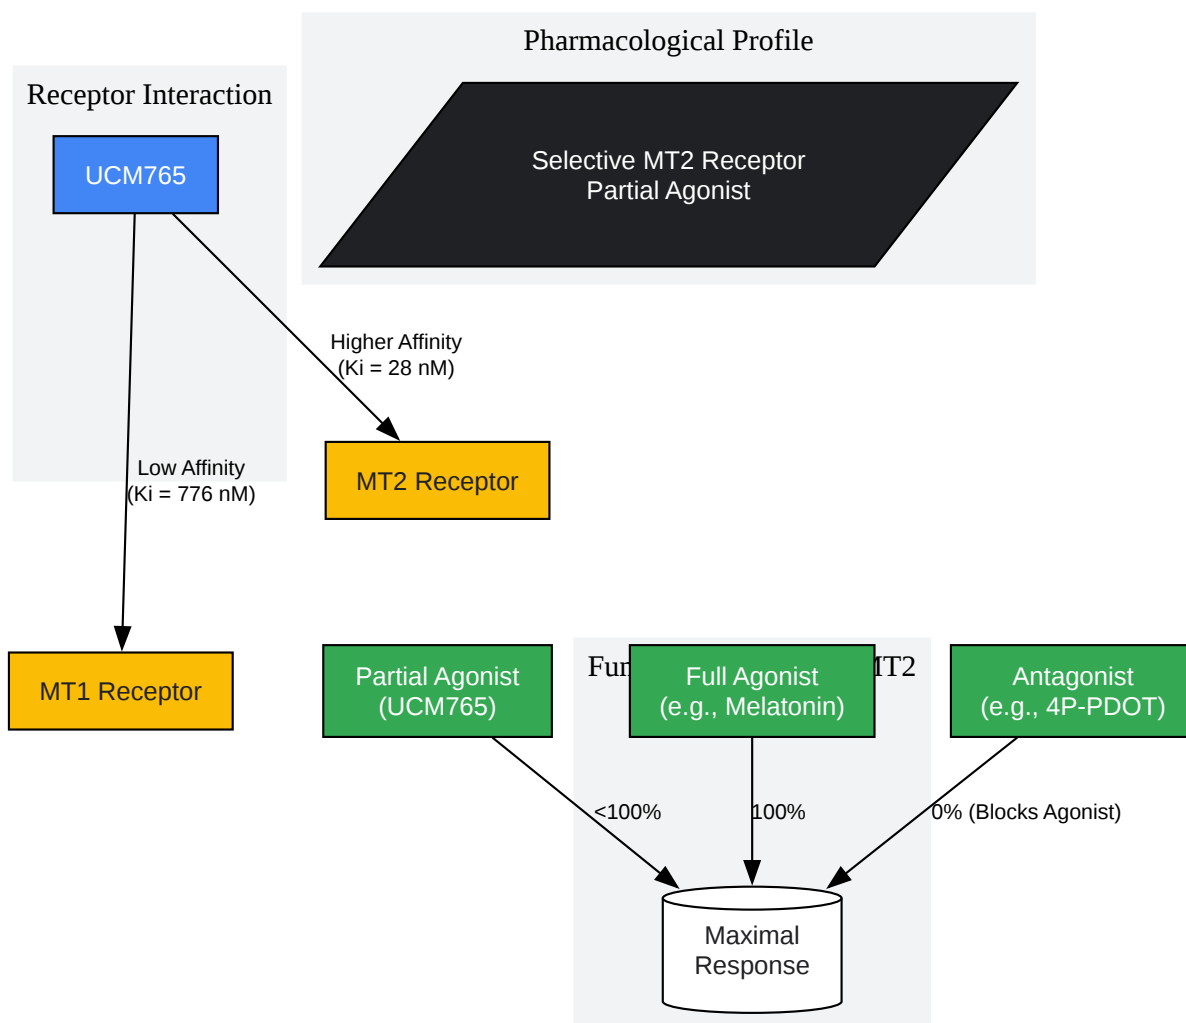 Pharmacological Profile
Selective MT2 Receptor
Partial Agonist
Receptor Interaction
UCM765
Higher Affinity
(Ki = 28 nM)
Low Affinity
(Ki = 776 nM)
MT2 Receptor
MT1 Receptor
Partial Agonist
(UCM765)
Full Agonist
(e.g., Melatonin)
Antagonist
(e.g., 4P-PDOT)
<100%
100%
0% (Blocks Agonist)
Maximal
Response